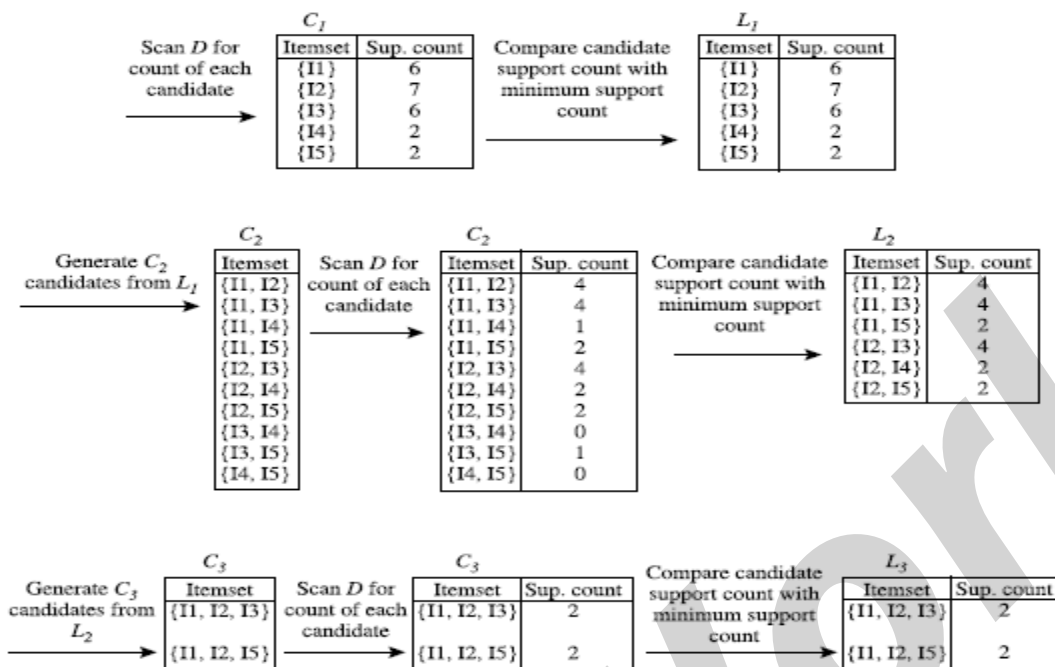 C1
L1
Scan D for
count of each
candidate
Itemset Sup. count
{I1} 6
{I2} 7
{I3} 6
{I4} 2
{I5} 2
Compare candidate
support count with
minimum support
count
Itemset Sup. count
{I1} 6
{I2} 7
{I3} 6
{I4} 2
{I5} 2
Generate C2
candidates from L1
C2
Itemset
{I1, I2}
{I1, I3}
{I1, I4}
{I1, I5}
{I2, I3}
{I2, I4}
{I2, I5}
{I3, I4}
{I3, I5}
{I4, I5}
Scan D for
count of each
candidate
C2
Itemset Sup. count
{I1, I2} 4
{I1, I3} 4
{I1, I4} 1
{I1, I5} 2
{I2, I3} 4
{I2, I4} 2
{I2, I5} 2
{I3, I4} 0
{I3, I5} 1
{I4, I5} 0
Compare candidate
support count with
minimum support
count
L2
Itemset Sup. count
{I1, I2} 4
{I1, I3} 4
{I1, I5} 2
{I2, I3} 4
{I2, I4} 2
{I2, I5} 2
Generate C3
candidates from
L2
C3
Itemset
{I1, I2, I3}
{I1, I2, I5}
Scan D for
count of each
candidate
C3
Itemset Sup. count
{I1, I2, I3} 2
{I1, I2, I5} 2
Compare candidate
support count with
minimum support
count
L3
Itemset Sup. count
{I1, I2, I3} 2
{I1, I2, I5} 2